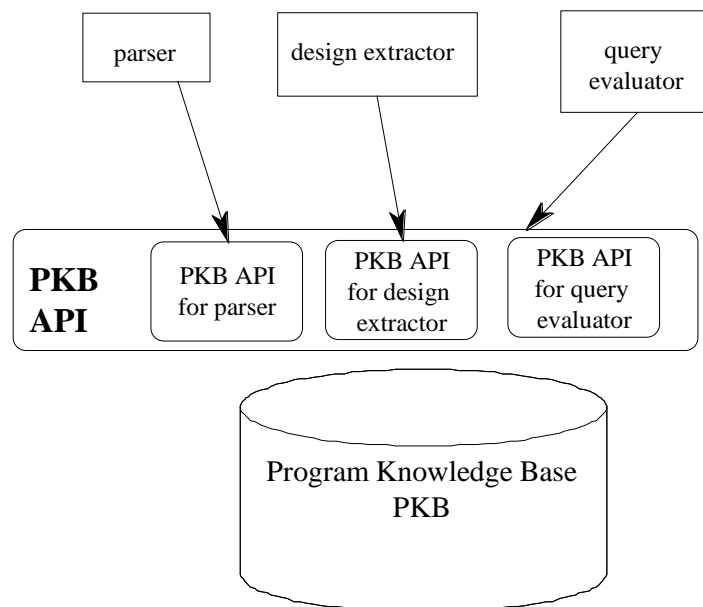 parser
design extractor
query
evaluator
PKB
API
PKB API
for parser
PKB API
for design
extractor
PKB API
for query
evaluator
Program Knowledge Base
PKB